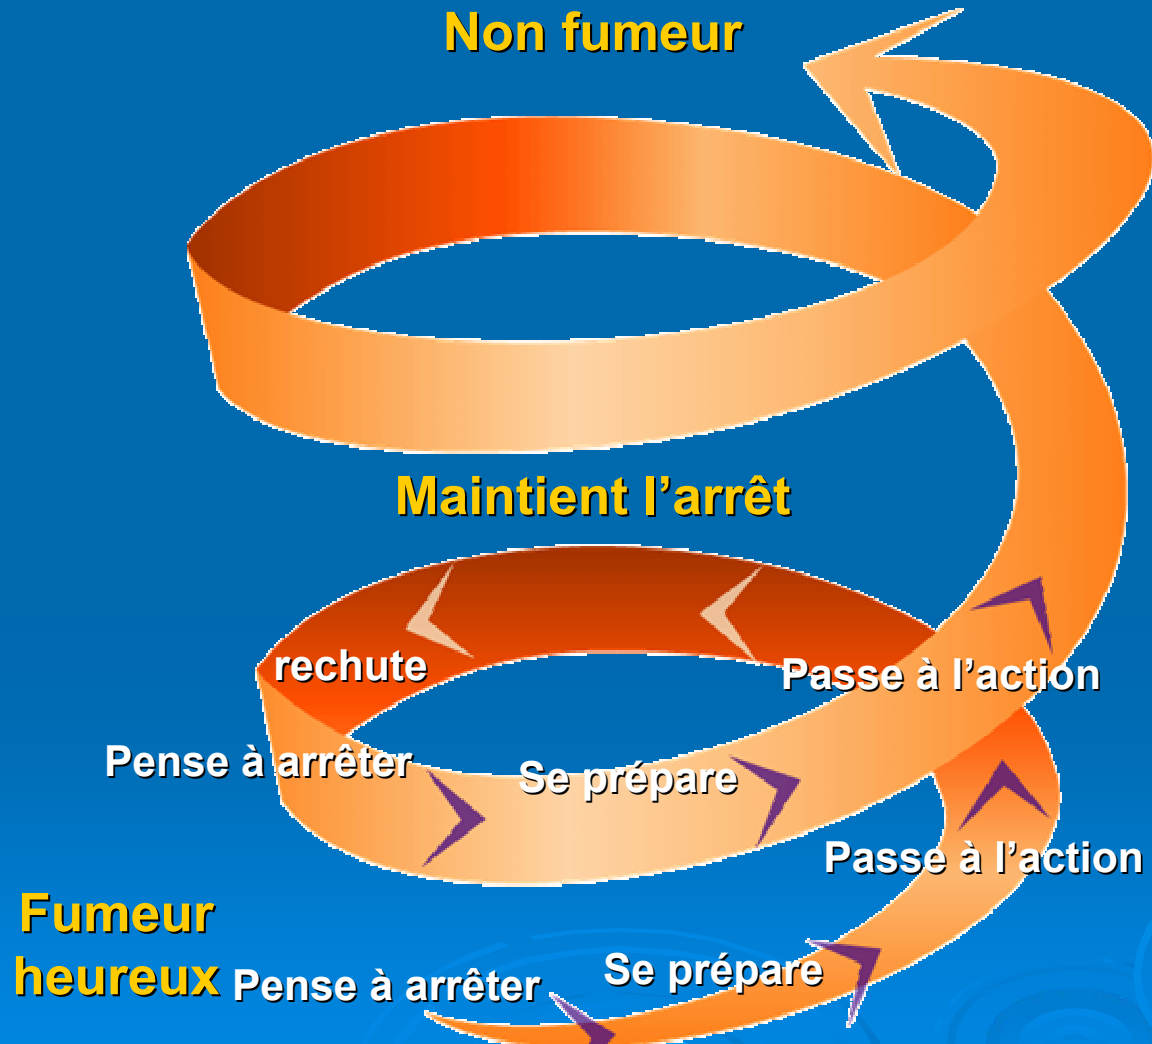 Non fumeur
Maintient l’arrêt
rechute
Passe à l’action
Pense à arrêter
Se prépare
Passe à l’action
Fumeur
heureux
Pense à arrêter
Se prépare